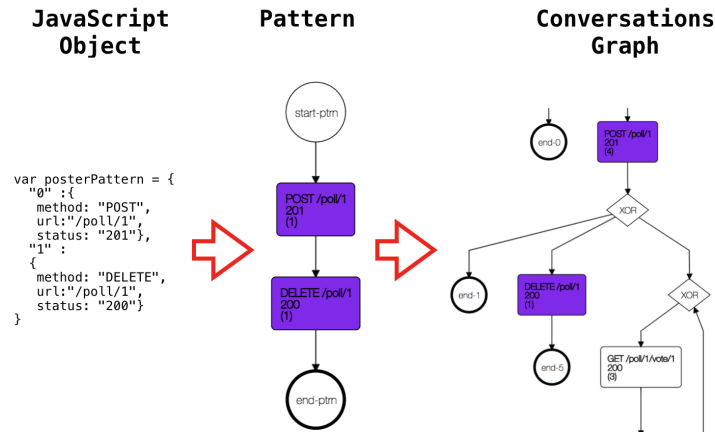 JavaScript
Object
Pattern
Conversations
Graph
var posterPattern = {
"0" :{
method: "POST",
url:"/poll/1",
status: "201"},
"1" :
{
method: "DELETE",
url:"/poll/1",
status: "200"}
}
start-ptrn
POST /poll/1
201
(1)
DELETE /poll/1
200
(1)
end-ptrn
end-0
POST /poll/1
201
(4)
XOR
end-1
DELETE /poll/1
200
(1)
XOR
end-5
GET /poll/1/vote/1
200
(3)